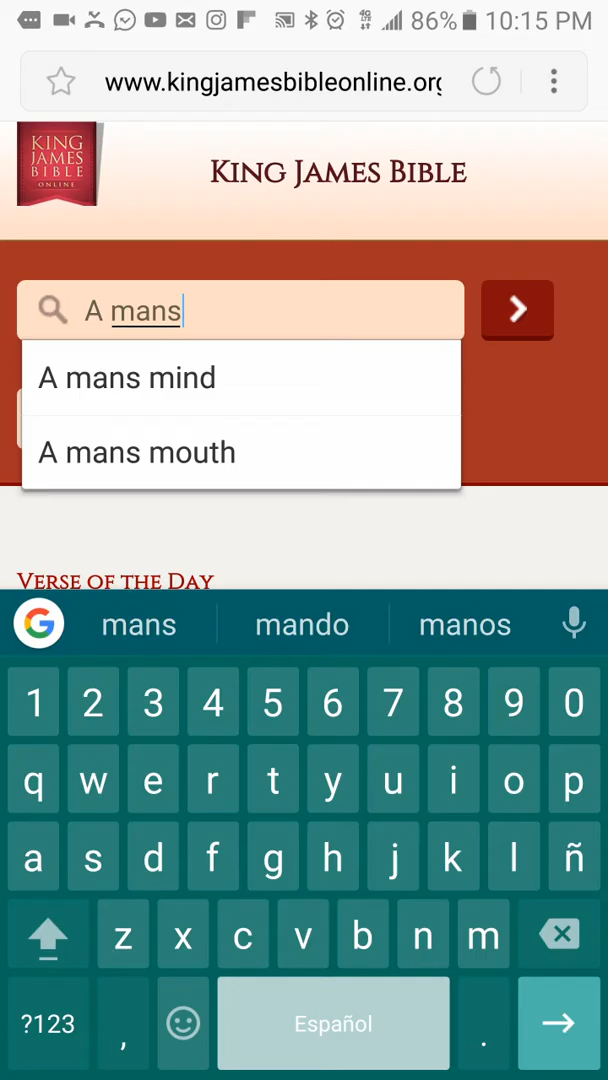 86% 10:15 PM
www.kingjamesbibleonline.org
KING
JAMES
BIBLE
ONLINE
KING JAMES BIBLE
A mans
A mans mind
A mans mouth
VERSE OF THE DAY
G mans mando manos
1 2 3 4 5 6 7 8 9 0
q w e r t y u i o p
a s d f g h j k l ñ
z x c v b n m
?123 , Español .